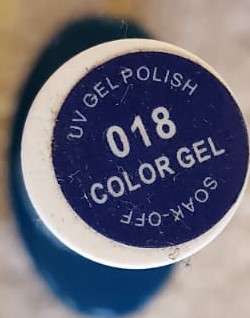 UV GEL POLISH
018
COLOR GEL
SOAK-OFF